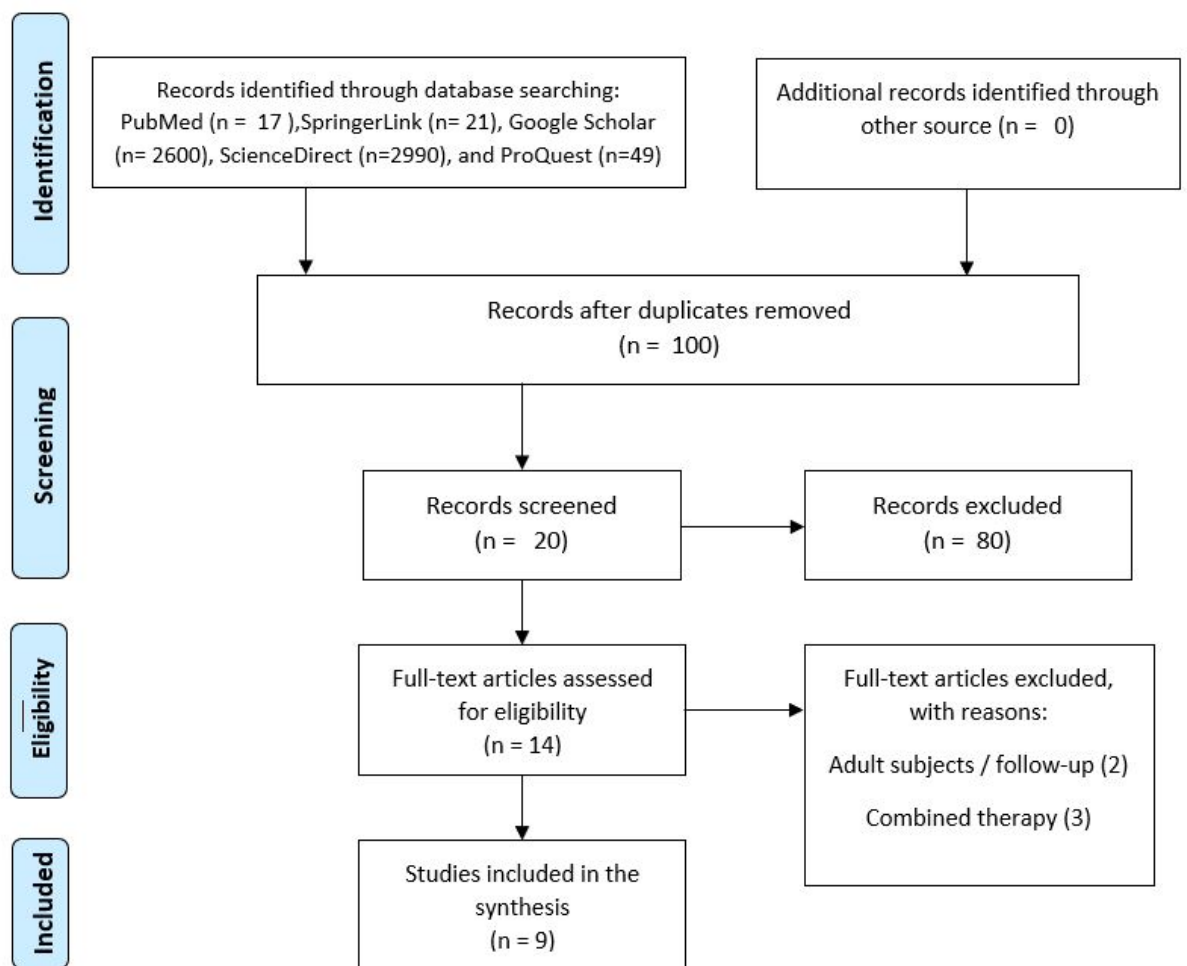 Identification
Records identified through database searching:
PubMed (n = 17 ),SpringerLink (n= 21), Google Scholar
(n= 2600), ScienceDirect (n=2990), and ProQuest (n=49)
Additional records identified through
other source (n = 0)
Records after duplicates removed
(n = 100)
Screening
Records screened
(n = 20)
Records excluded
(n = 80)
Eligibility
Full-text articles assessed
for eligibility
(n = 14)
Full-text articles excluded,
with reasons:
Adult subjects / follow-up (2)
Combined therapy (3)
Included
Studies included in the
synthesis
(n = 9)